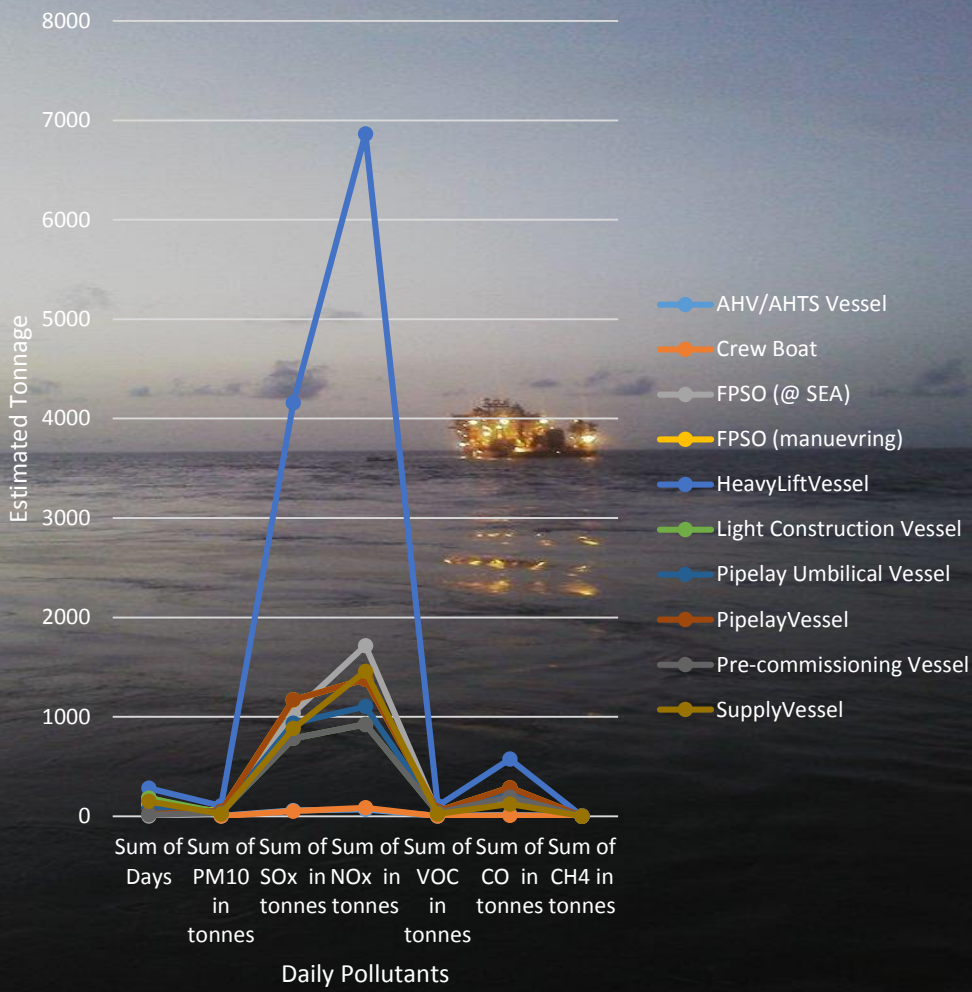 8000
7000
6000
5000
4000
3000
2000
1000
0
Estimated Tonnage
Sum of Days
Sum of PM10 in tonnes
Sum of SOx in tonnes
Sum of NOx in tonnes
Sum of VOC in tonnes
Sum of CO in tonnes
Sum of CH4 in tonnes
Daily Pollutants
AHV/AHTS Vessel
Crew Boat
FPSO (@ SEA)
FPSO (manuevring)
HeavyLiftVessel
Light Construction Vessel
Pipelay Umbilical Vessel
PipelayVessel
Pre-commissioning Vessel
SupplyVessel